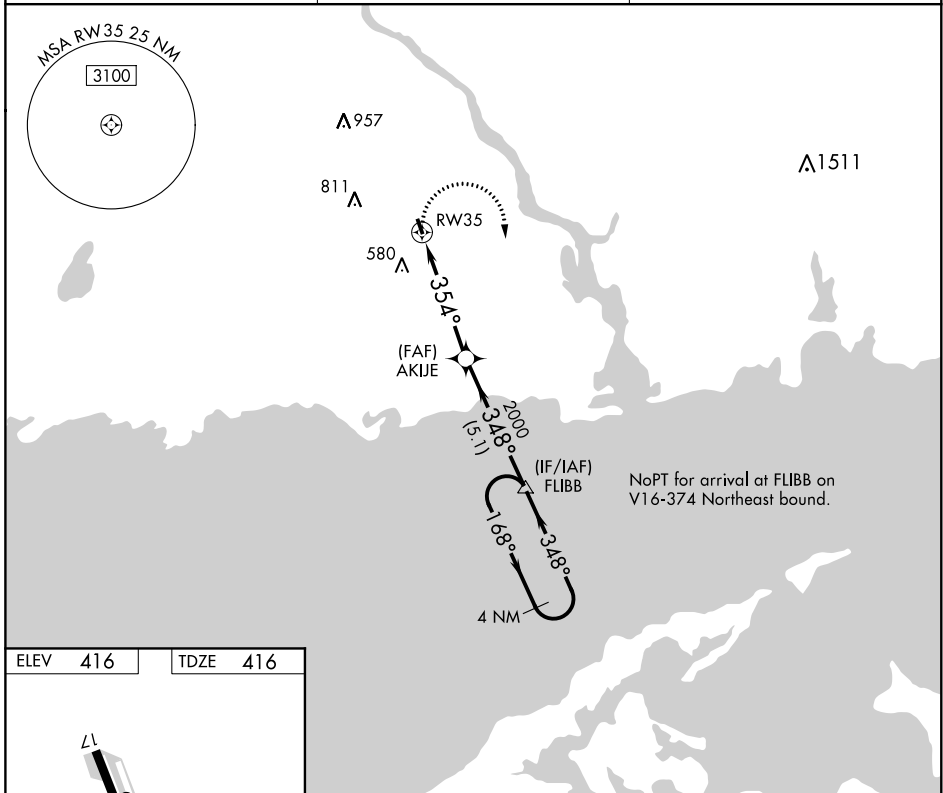 MSA RW35 25 NM
3100
957
1511
811
RW35
580
354°
(FAF)
AKIJE
2000
348°
(5.1)
(IF/IAF)
FLIBB
NoPT for arrival at FLIBB on
V16-374 Northeast bound.
168°
348°
4 NM
ELEV 416
TDZE 416
17